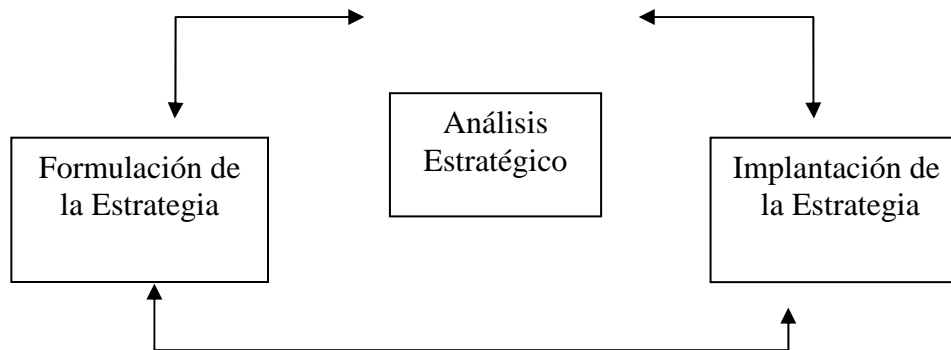 Análisis
Estratégico
Formulación de
la Estrategia
Implantación de
la Estrategia